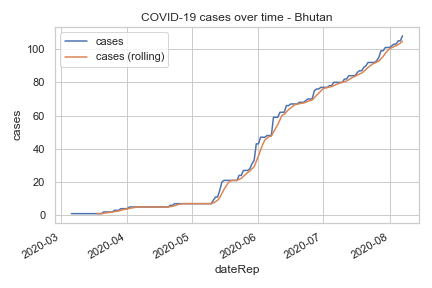 COVID-19 cases over time - Bhutan
cases
cases (rolling)
100
80
60
40
20
0
cases
2020-03
2020-04
2020-05
2020-06
2020-07
2020-08
dateRep